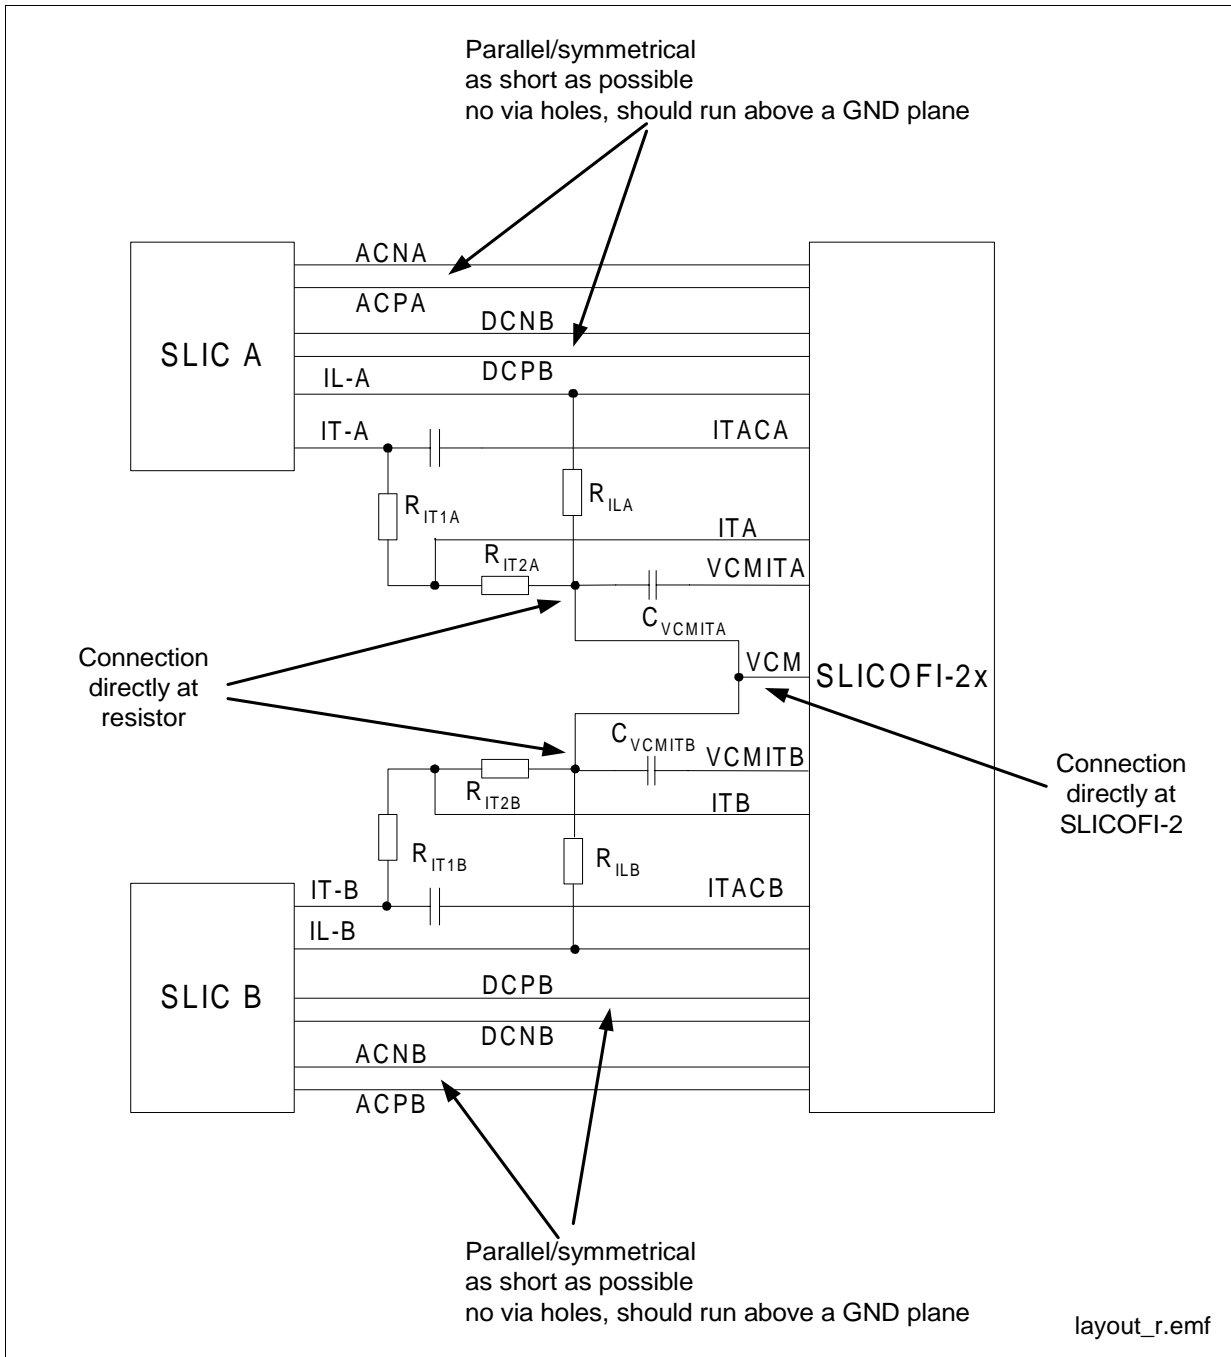 Parallel/symmetrical
as short as possible
no via holes, should run above a GND plane
ACNA
ACPA
DCNB
SLIC A
DCPB
IL-A
IT-A
ITACA
RIT1A
RILA
ITA
RIT2A
VCMITA
CVCMITA
Connection
directly at
resistor
VCM
SLICOFI-2x
CVCMITB
VCMITB
Connection
directly at
SLICOFI-2
RIT2B
ITB
RIT1B
RILB
IT-B
ITACB
IL-B
SLIC B
DCPB
DCNB
ACNB
ACPB
Parallel/symmetrical
as short as possible
no via holes, should run above a GND plane
layout_r.emf